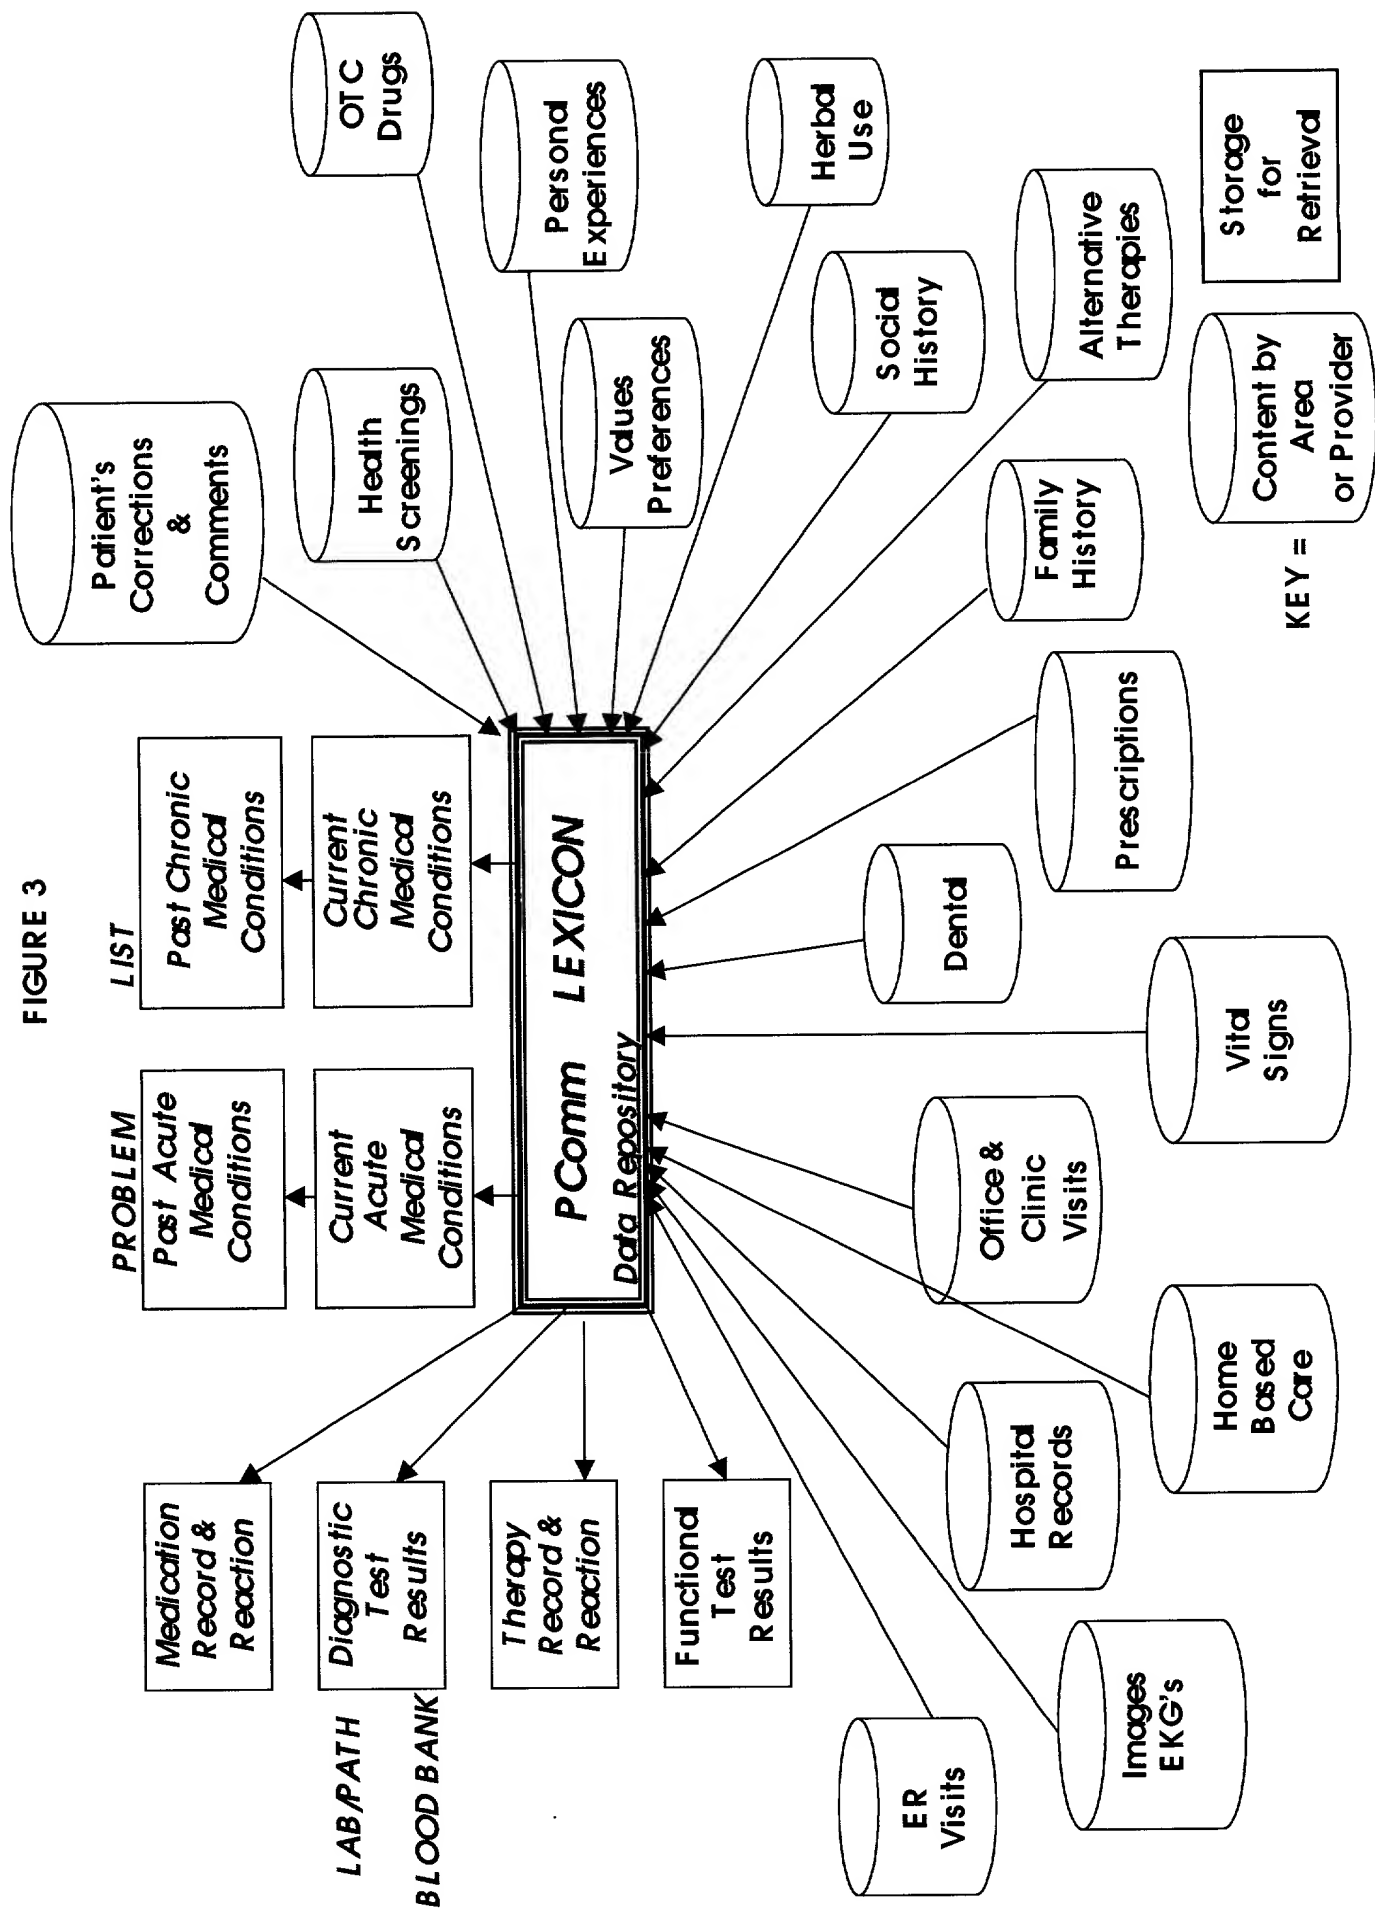 FIGURE 3
PROBLEM
LIST
Medication
Record &
Reaction
Past Acute
Medical
Conditions
Past Chronic
Medical
Conditions
Patient's
Corrections
&
Comments
LAB/PATH
BLOOD BANK
Diagnostic
Test
Results
Current
Acute
Medical
Conditions
Current
Chronic
Medical
Conditions
Health
Screenings
OTC
Drugs
Therapy
Record &
Reaction
PComm LEXICON
Data Repository
Values
Preferences
Personal
Experiences
Functional
Test
Results
Herbal
Use
ER
Visits
Hospital
Records
Office &
Clinic
Visits
Dental
Social
History
Images
EKG's
Home
Based
Care
Vital
Signs
Prescriptions
Family
History
Alternative
Therapies
KEY =
Content by
Area
or Provider
Storage
for
Retrieval